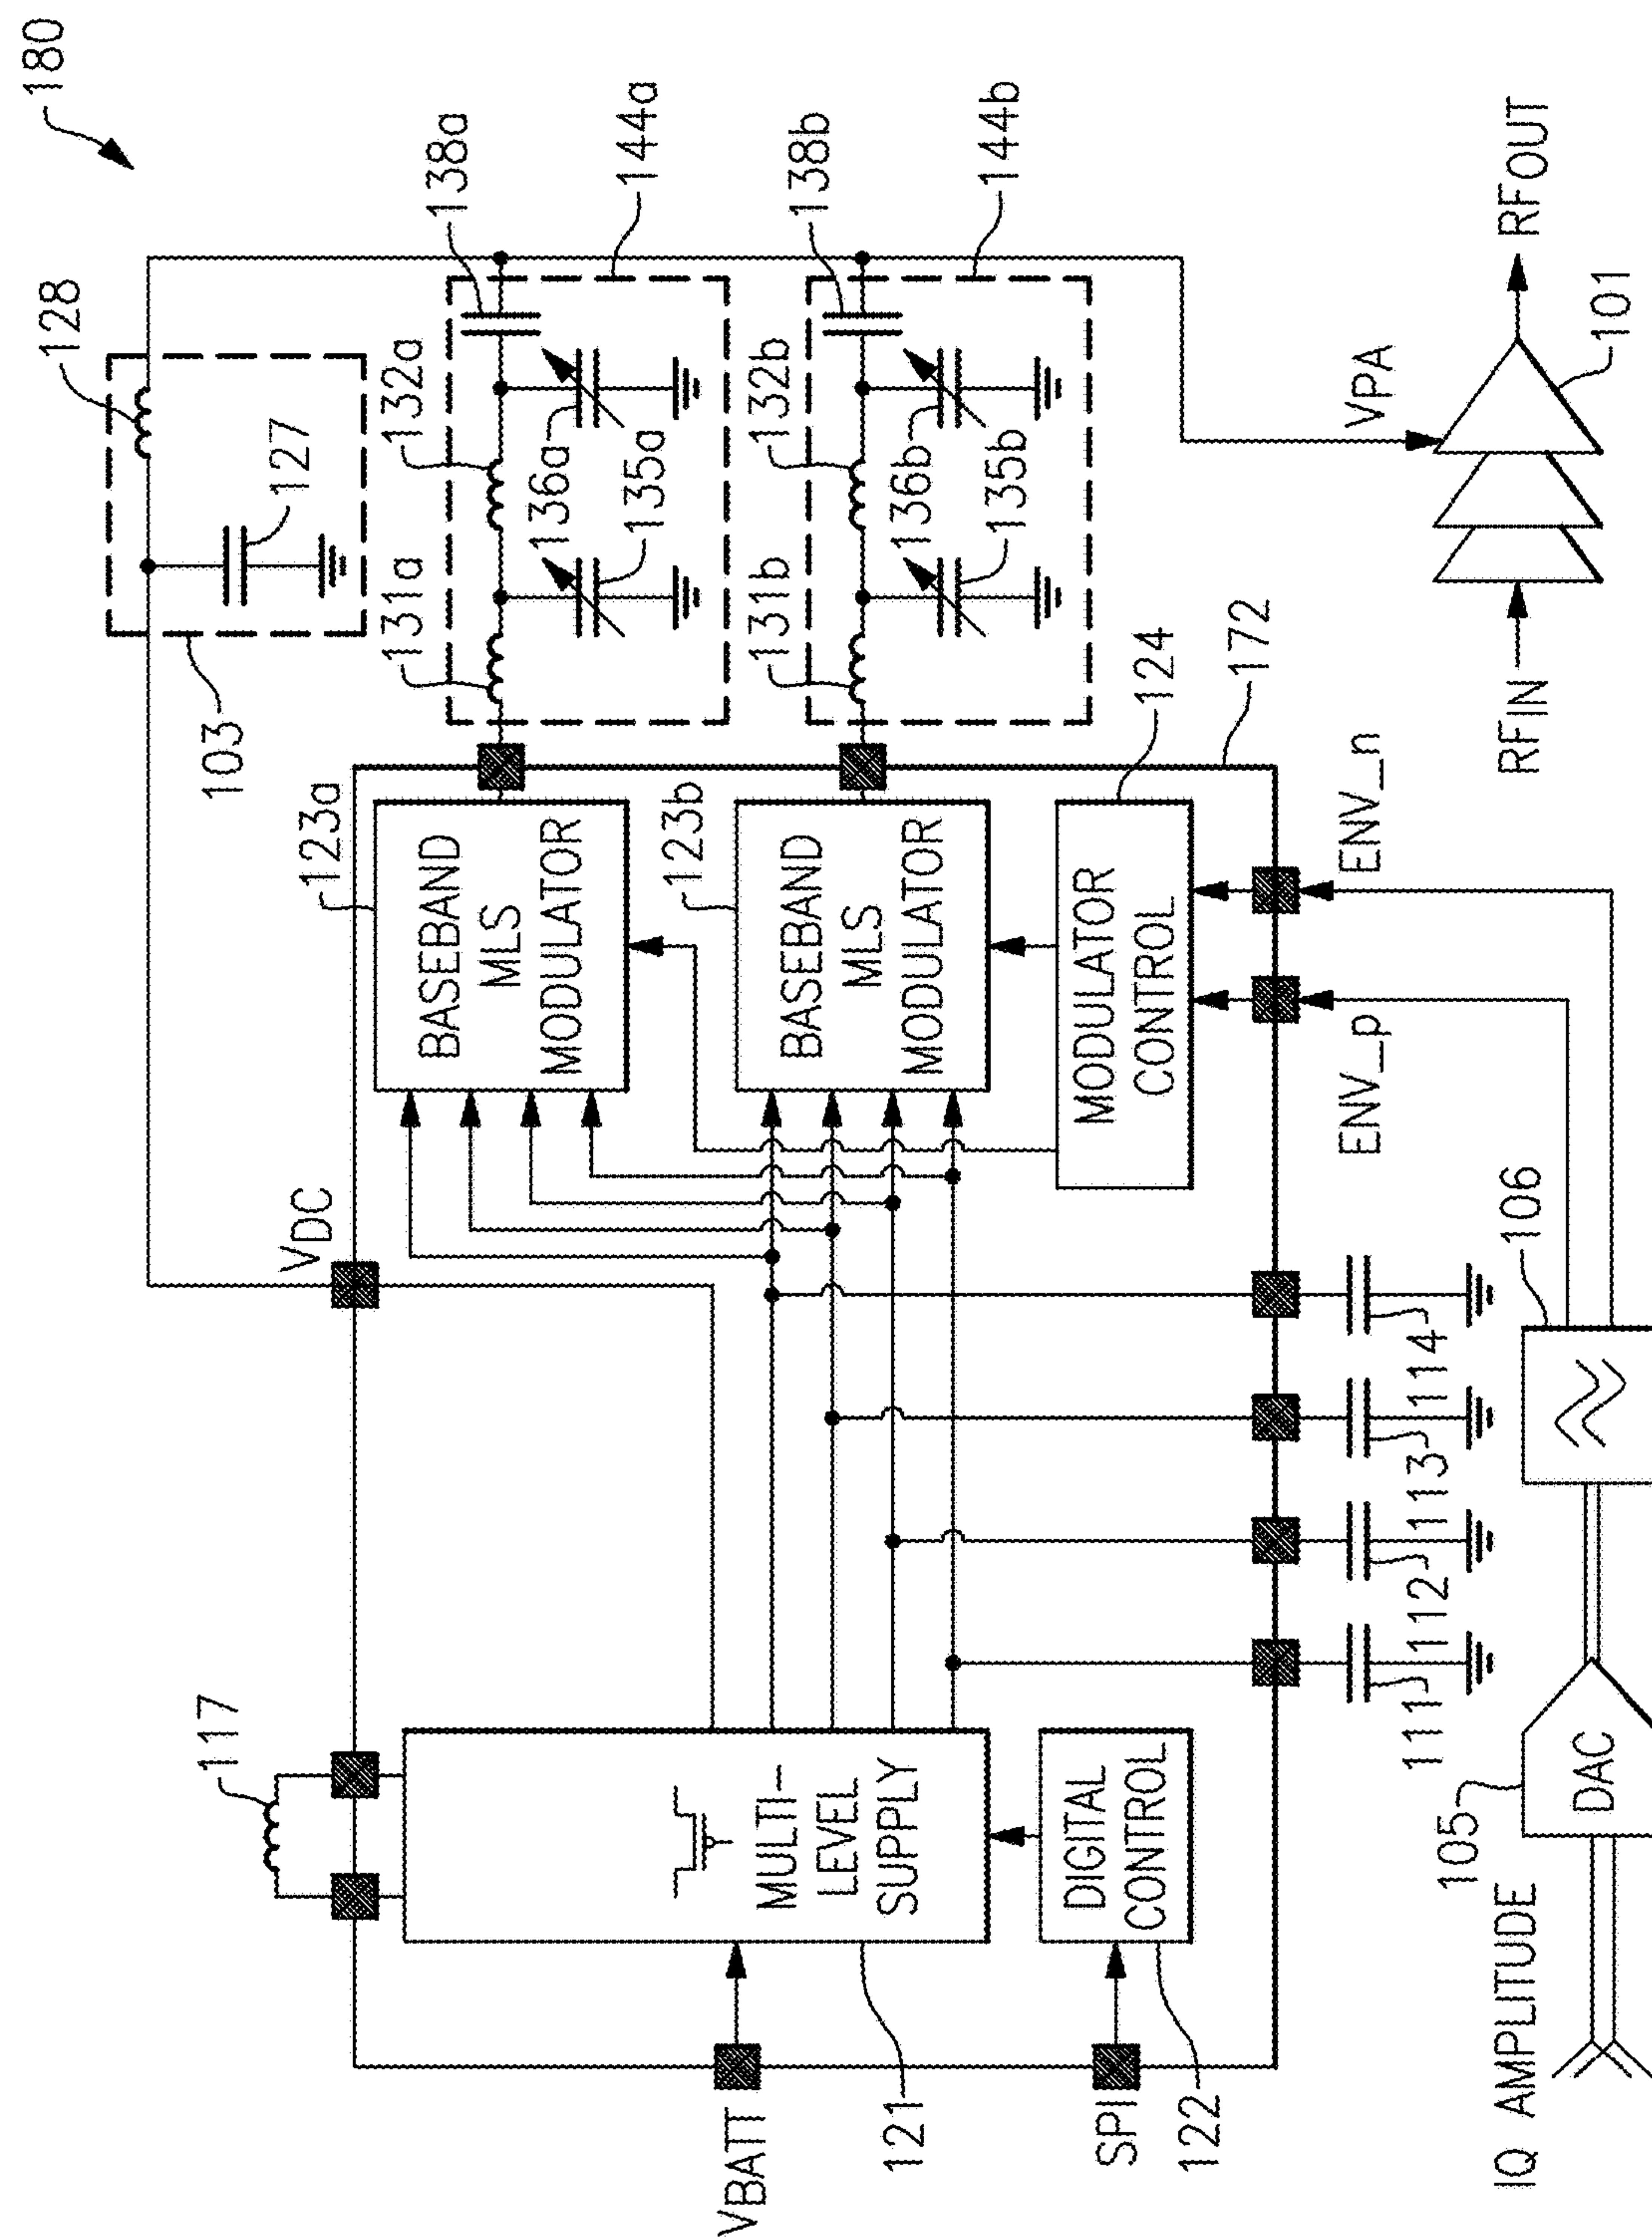 180
128
127
103
138a
144a
132a
136a
135a
131a
138b
144b
132b
136b
135b
131b
117
VDC
123a
BASEBAND
MLS
MODULATOR
123b
BASEBAND
MLS
MODULATOR
124
MODULATOR
CONTROL
172
MULTI-
LEVEL
SUPPLY
VBATT
121
DIGITAL
CONTROL
SPI
122
111
112
113
114
ENV_p
ENV_n
IQ AMPLITUDE
105
DAC
106
RFIN
VPA
101
RFOUT